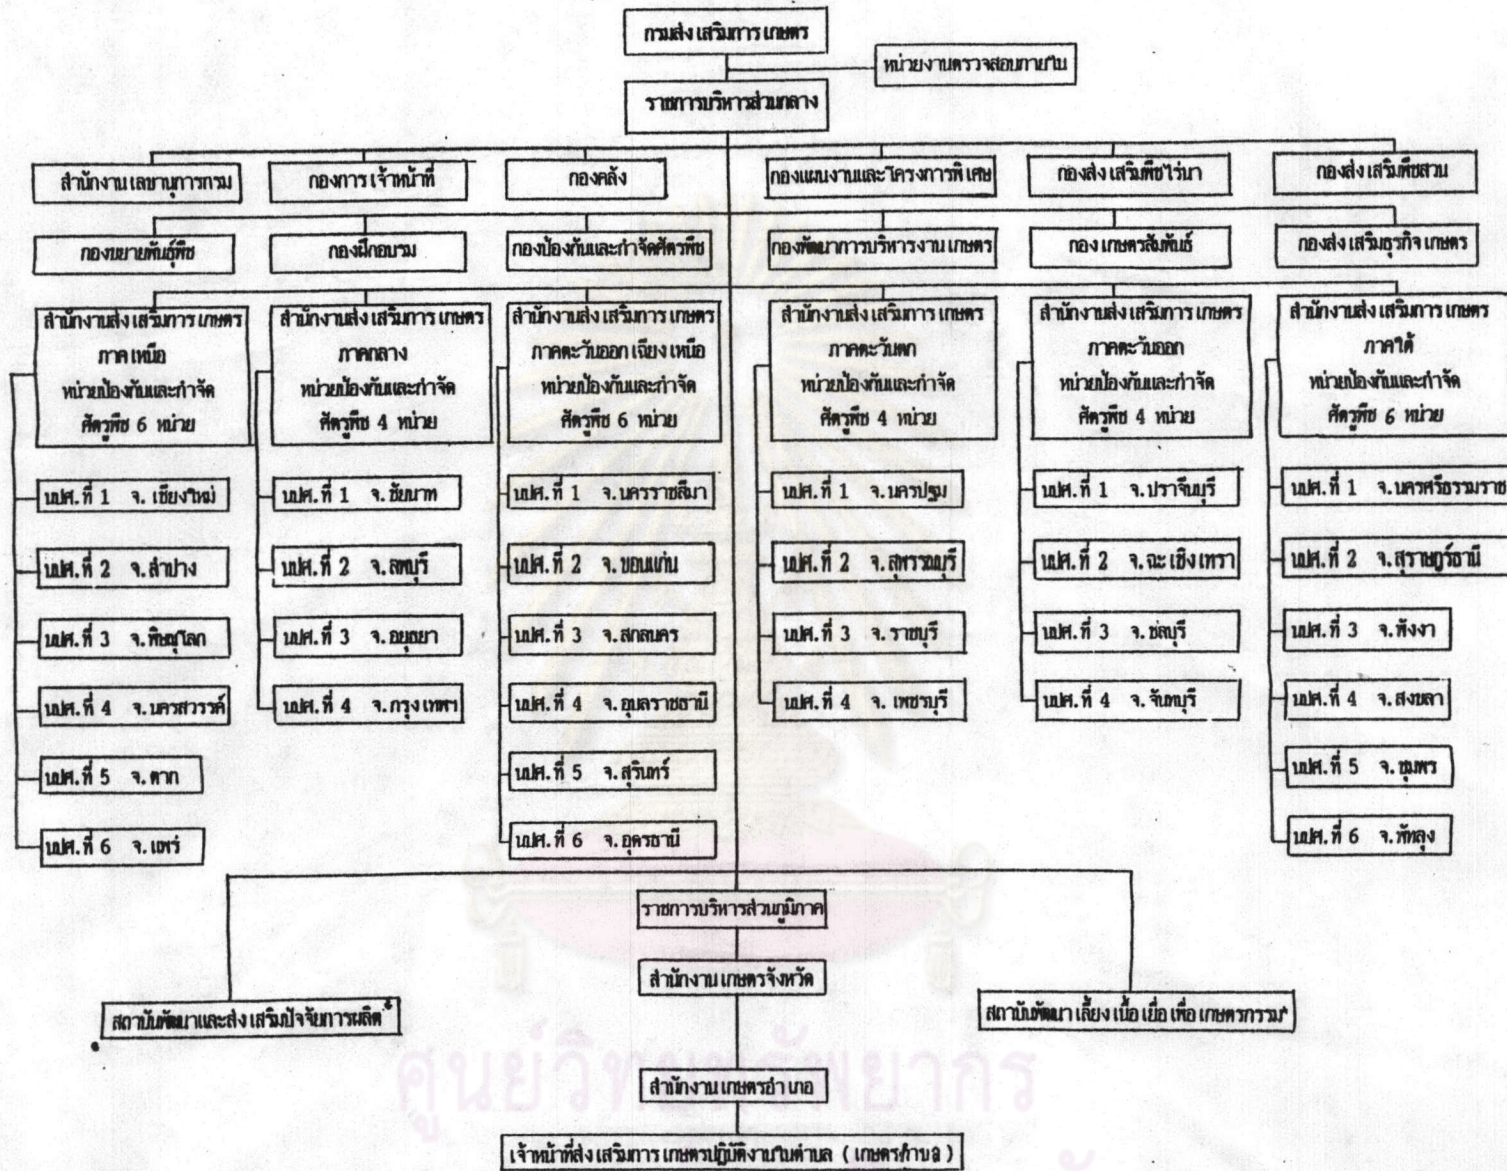 กรมส่งเสริมการเกษตร
หน่วยงานตรวจสอบภายใน
ราชการบริหารส่วนกลาง
สำนักงานเลขานุการกรม
กองการเจ้าหน้าที่
กองคลัง
กองแผนงานและโครงการพิเศษ
กองส่งเสริมพืชไร่นา
กองส่งเสริมพืชสวน
กองขยายพันธุ์พืช
กองฝึกอบรม
กองป้องกันและกำจัดศัตรูพืช
กองพัฒนาการบริหารงานเกษตร
กองเกษตรสัมพันธ์
กองส่งเสริมธุรกิจเกษตร
สำนักงานส่งเสริมการเกษตร
ภาคเหนือ
หน่วยป้องกันและกำจัด
ศัตรูพืช 6 หน่วย
นปศ.ที่ 1 จ.เชียงใหม่
นปศ.ที่ 2 จ.ลำปาง
นปศ.ที่ 3 จ.พิษณุโลก
นปศ.ที่ 4 จ.นครสวรรค์
นปศ.ที่ 5 จ.ตาก
นปศ.ที่ 6 จ.แพร่
สำนักงานส่งเสริมการเกษตร
ภาคกลาง
หน่วยป้องกันและกำจัด
ศัตรูพืช 4 หน่วย
นปศ.ที่ 1 จ.ชัยนาท
นปศ.ที่ 2 จ.ลพบุรี
นปศ.ที่ 3 จ.อยุธยา
นปศ.ที่ 4 จ.กรุงเทพฯ
สำนักงานส่งเสริมการเกษตร
ภาคตะวันออกเฉียงเหนือ
หน่วยป้องกันและกำจัด
ศัตรูพืช 6 หน่วย
นปศ.ที่ 1 จ.นครราชสีมา
นปศ.ที่ 2 จ.ขอนแก่น
นปศ.ที่ 3 จ.สกลนคร
นปศ.ที่ 4 จ.อุบลราชธานี
นปศ.ที่ 5 จ.สุรินทร์
นปศ.ที่ 6 จ.อุดรธานี
สำนักงานส่งเสริมการเกษตร
ภาคตะวันตก
หน่วยป้องกันและกำจัด
ศัตรูพืช 4 หน่วย
นปศ.ที่ 1 จ.นครปฐม
นปศ.ที่ 2 จ.สุพรรณบุรี
นปศ.ที่ 3 จ.ราชบุรี
นปศ.ที่ 4 จ.เพชรบุรี
สำนักงานส่งเสริมการเกษตร
ภาคตะวันออก
หน่วยป้องกันและกำจัด
ศัตรูพืช 4 หน่วย
นปศ.ที่ 1 จ.ปราจีนบุรี
นปศ.ที่ 2 จ.ฉะเชิงเทรา
นปศ.ที่ 3 จ.ชลบุรี
นปศ.ที่ 4 จ.จันทบุรี
สำนักงานส่งเสริมการเกษตร
ภาคใต้
หน่วยป้องกันและกำจัด
ศัตรูพืช 6 หน่วย
นปศ.ที่ 1 จ.นครศรีธรรมราช
นปศ.ที่ 2 จ.สุราษฎร์ธานี
นปศ.ที่ 3 จ.พังงา
นปศ.ที่ 4 จ.สงขลา
นปศ.ที่ 5 จ.ชุมพร
นปศ.ที่ 6 จ.พัทลุง
ราชการบริหารส่วนภูมิภาค
สำนักงานเกษตรจังหวัด
สถาบันพัฒนาและส่งเสริมปัจจัยการผลิต*
สถาบันพัฒนาเลี้ยงเนื้อเยื่อเพื่อเกษตรกรรม*
ศูนย์วิทยทรัพยากร
สำนักงานเกษตรอำเภอ
เจ้าหน้าที่ส่งเสริมการเกษตรปฏิบัติงานในตำบล (เกษตรตำบล)